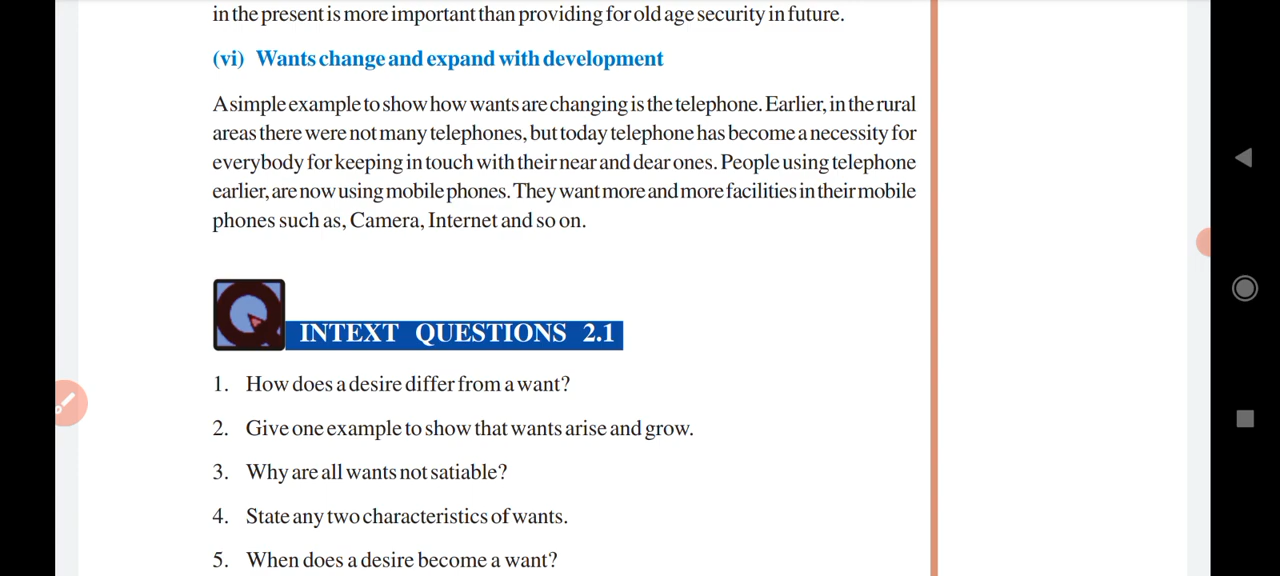 in the present is more important than providing for old age security in future.
(vi) Wants change and expand with development
A simple example to show how wants are changing is the telephone. Earlier, in the rural
areas there were not many telephones, but today telephone has become a necessity for
everybody for keeping in touch with their near and dear ones. People using telephone
earlier, are now using mobile phones. They want more and more facilities in their mobile
phones such as, Camera, Internet and so on.
INTEXT QUESTIONS 2.1
1. How does a desire differ from a want?
2. Give one example to show that wants arise and grow.
3. Why are all wants not satiable?
4. State any two characteristics of wants.
5. When does a desire become a want?